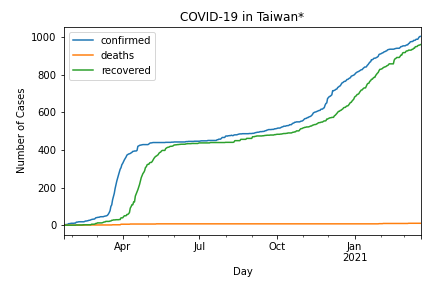 COVID-19 in Taiwan*
confirmed
deaths
recovered
Number of Cases
1000
800
600
400
200
0
Apr
Jul
Oct
Jan
2021
Day